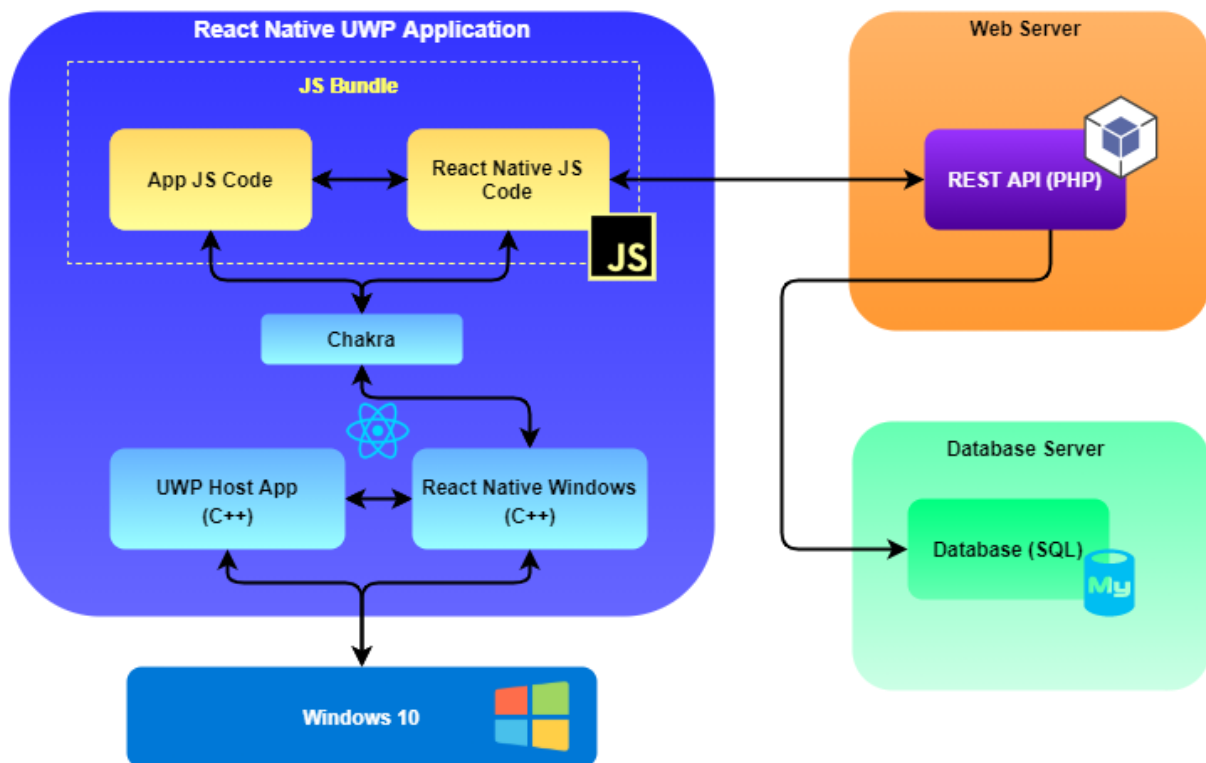 React Native UWP Application
JS Bundle
App JS Code
React Native JS
Code
JS
Chakra
UWP Host App
(C++)
React Native Windows
(C++)
Windows 10
Web Server
REST API (PHP)
Database Server
Database (SQL)
My